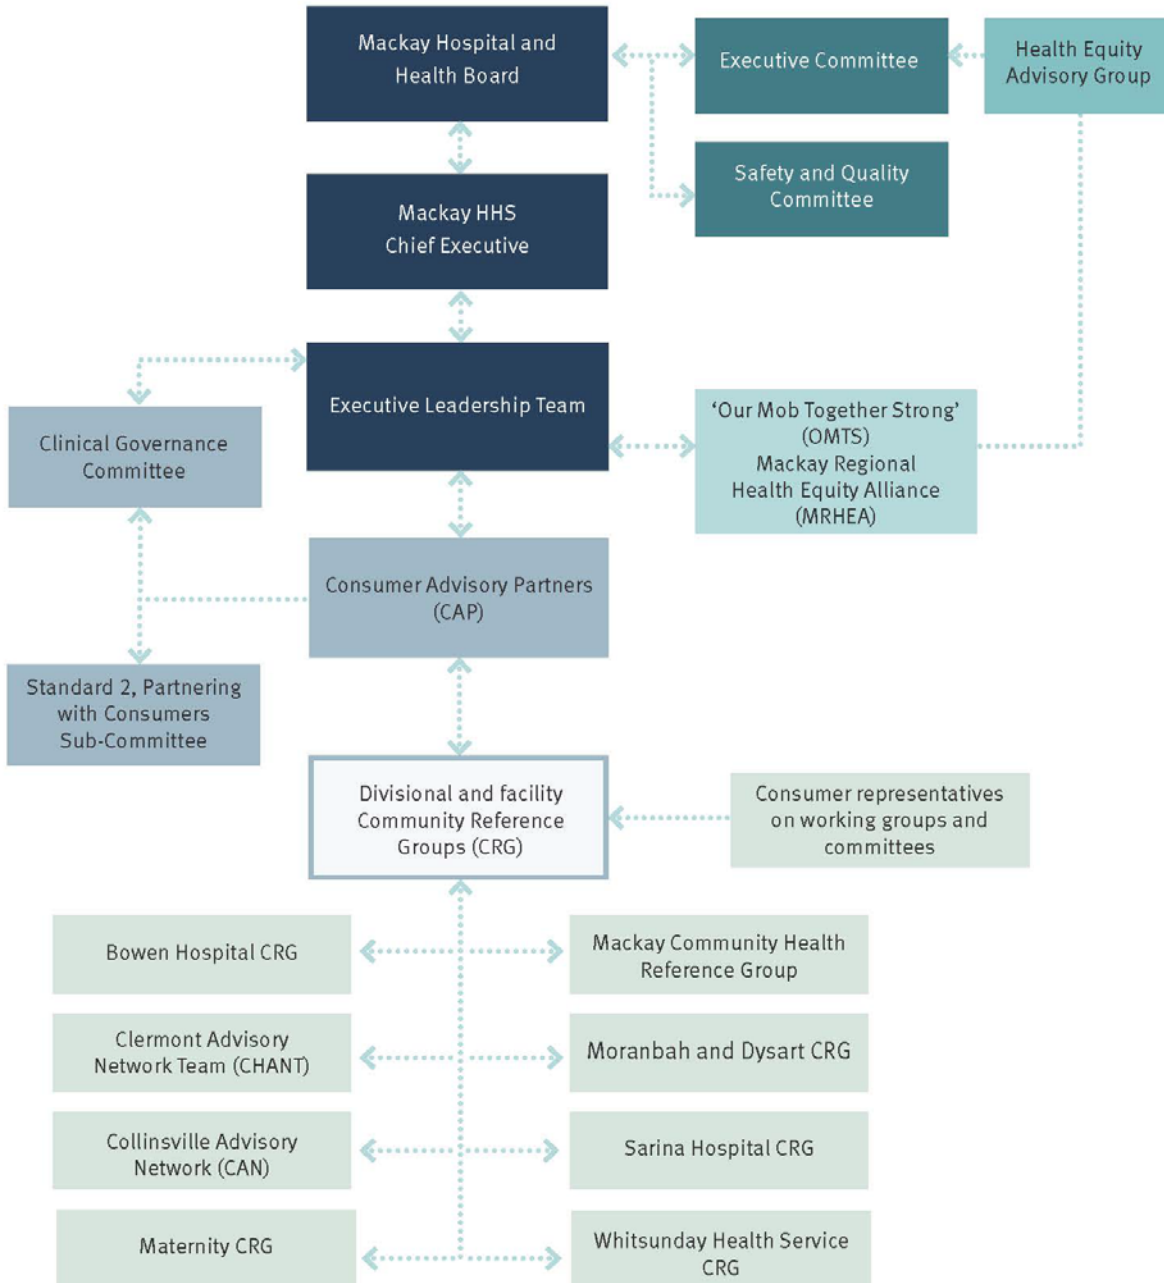 Mackay Hospital and
Health Board
Executive Committee
Health Equity
Advisory Group
Safety and Quality
Committee
Mackay HHS
Chief Executive
Executive Leadership Team
'Our Mob Together Strong'
(OMTS)
Mackay Regional
Health Equity Alliance
(MRHEA)
Clinical Governance
Committee
Consumer Advisory Partners
(CAP)
Standard 2, Partnering
with Consumers
Sub-Committee
Divisional and facility
Community Reference
Groups (CRG)
Consumer representatives
on working groups and
committees
Bowen Hospital CRG
Mackay Community Health
Reference Group
Clermont Advisory
Network Team (CHANT)
Moranbah and Dysart CRG
Collinsville Advisory
Network (CAN)
Sarina Hospital CRG
Maternity CRG
Whitsunday Health Service
CRG